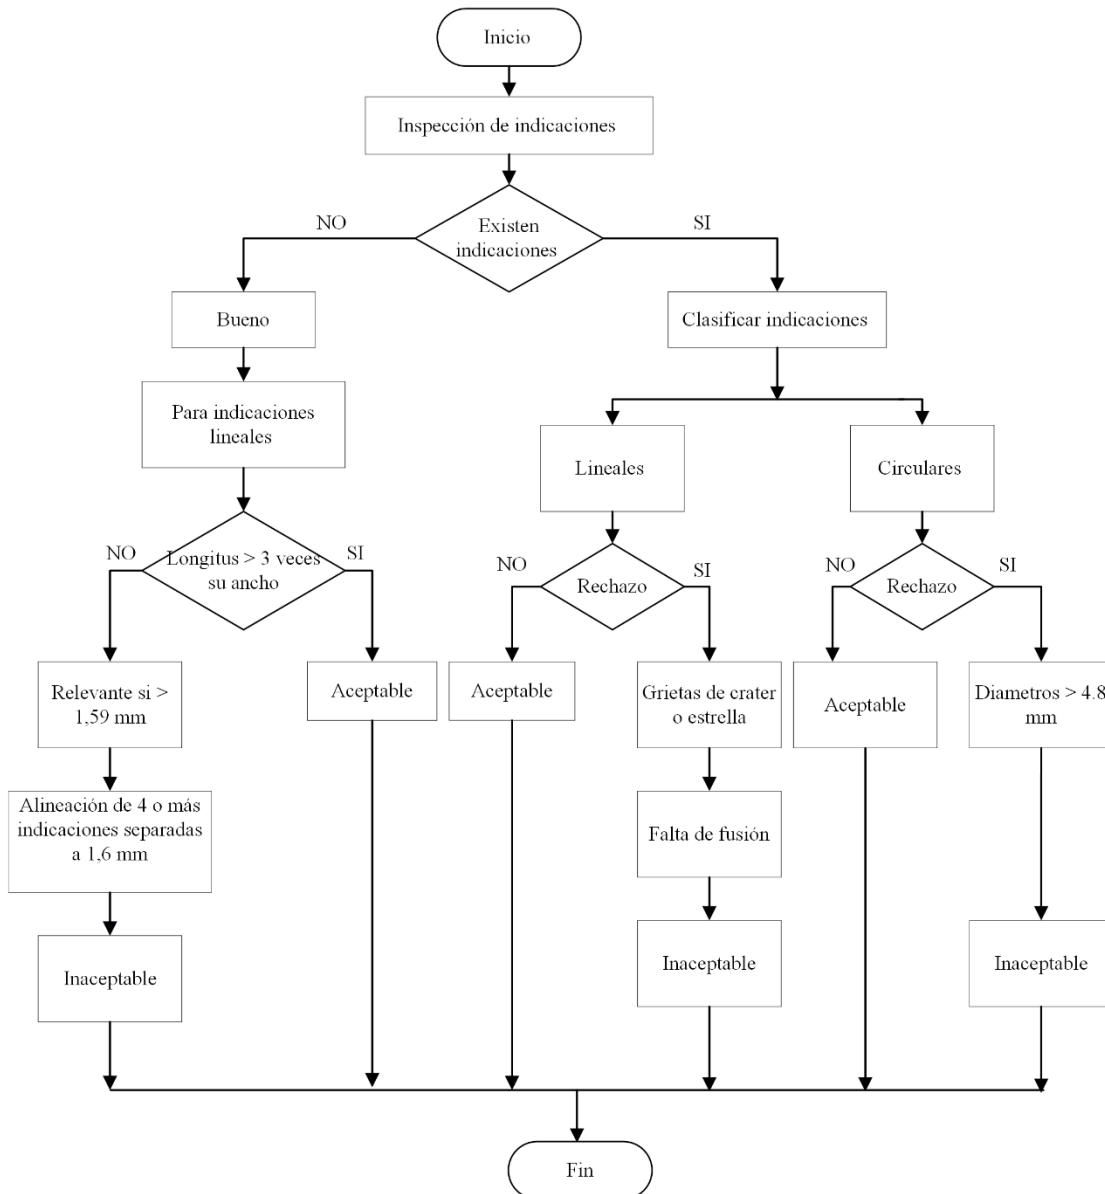 Inicio
Inspección de indicaciones
NO
Existen
indicaciones
SI
Bueno
Clasificar indicaciones
Para indicaciones
lineales
Lineales
Circulares
NO
Longitus > 3 veces
su ancho
SI
NO
Rechazo
SI
NO
Rechazo
SI
Relevante si >
1,59 mm
Aceptable
Aceptable
Grietas de crater
o estrella
Aceptable
Diametros > 4.8
mm
Alineación de 4 o más
indicaciones separadas
a 1,6 mm
Falta de fusión
Inaceptable
Inaceptable
Inaceptable
Fin